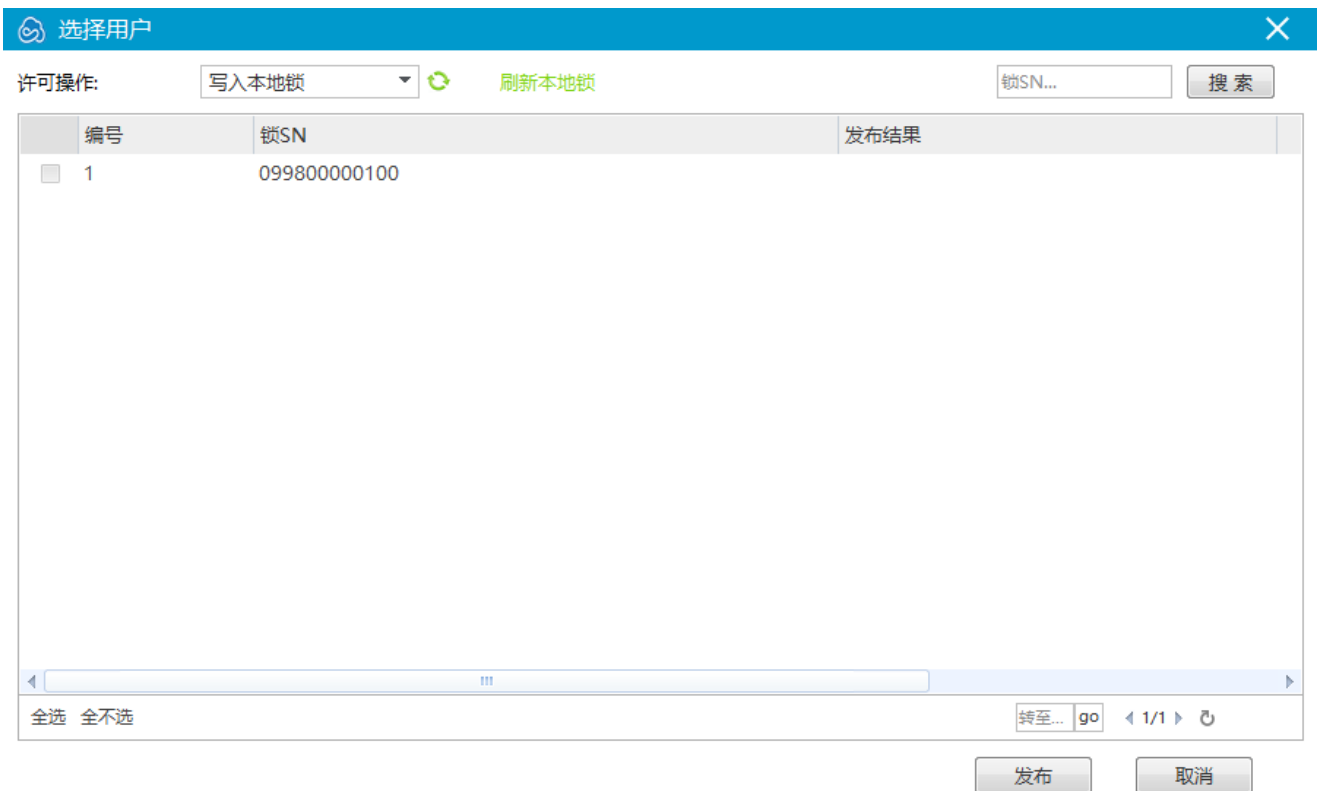 选择用户
许可操作: 写入本地锁 刷新本地锁 锁SN... 搜 索
编号 锁SN 发布结果
1 099800000100
全选 全不选 转至... go 1/1
发布 取消